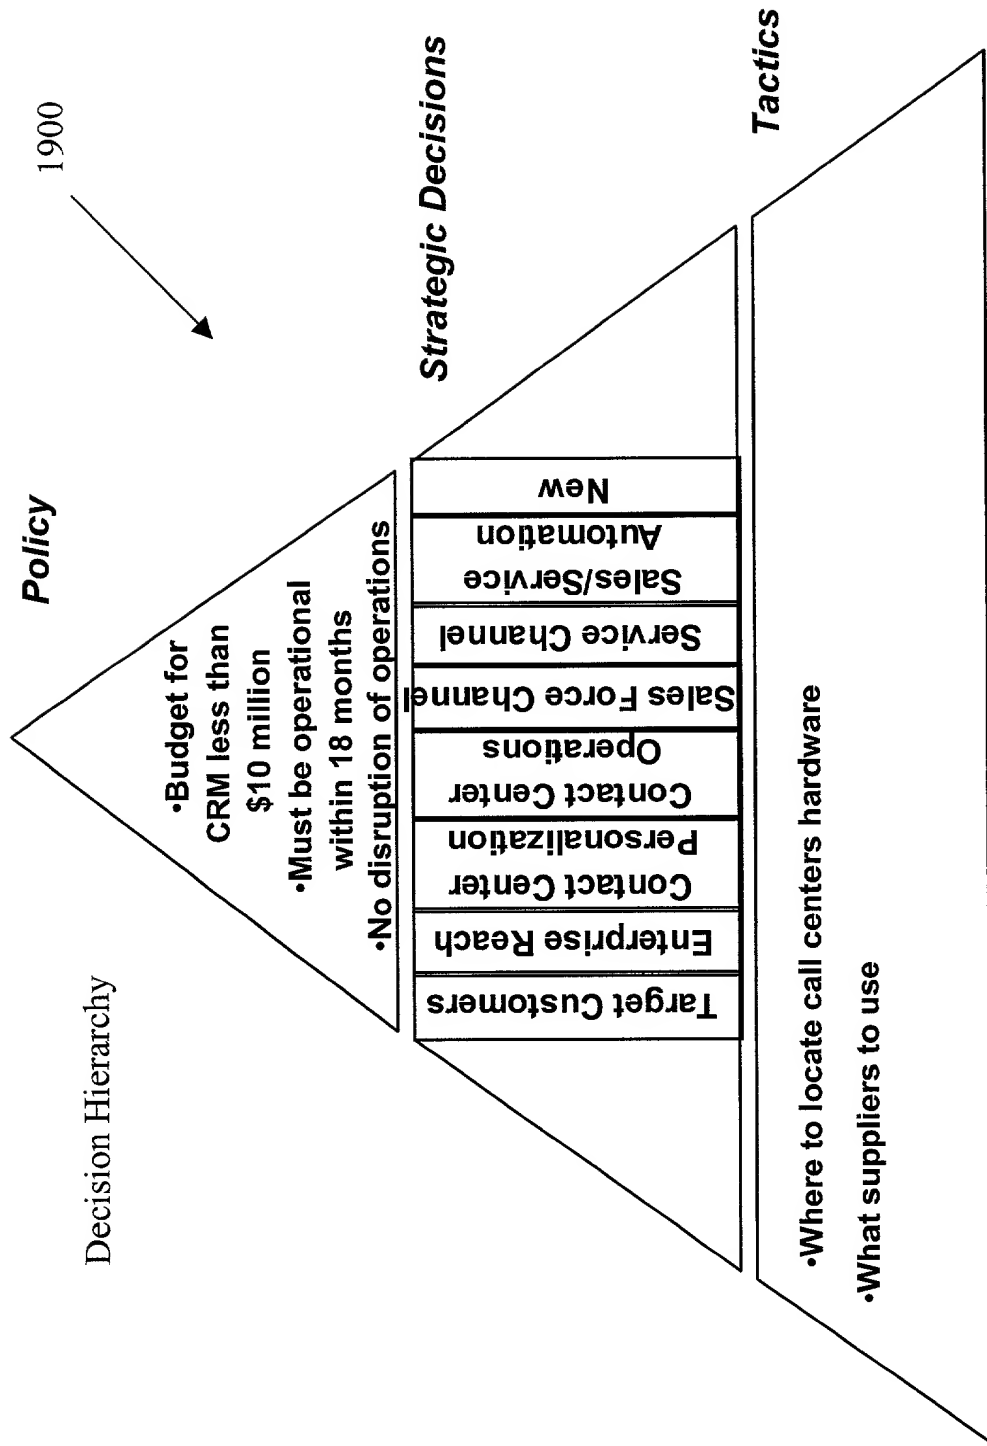 Decision Hierarchy
1900
Policy
•Budget for
CRM less than
$10 million
•Must be operational
within 18 months
•No disruption of operations
Strategic Decisions
Target Customers
Enterprise Reach
Contact Center
Personalization
Contact Center
Operations
Sales Force Channel
Service Channel
Sales/Service
Automation
New
Tactics
•Where to locate call centers hardware
•What suppliers to use